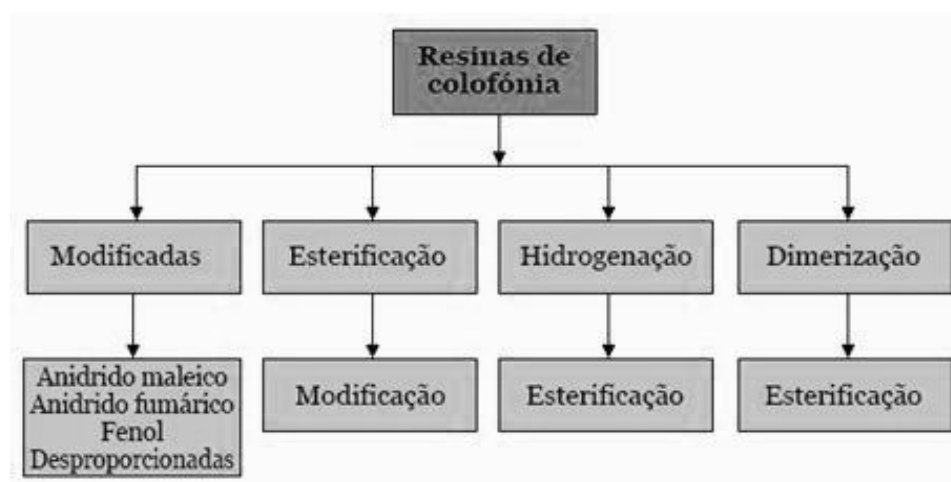 Resinas de
colofónia
Modificadas
Esterificação
Hidrogenação
Dimerização
Anidrido maleico
Anidrido fumárico
Fenol
Desproporcionadas
Modificação
Esterificação
Esterificação